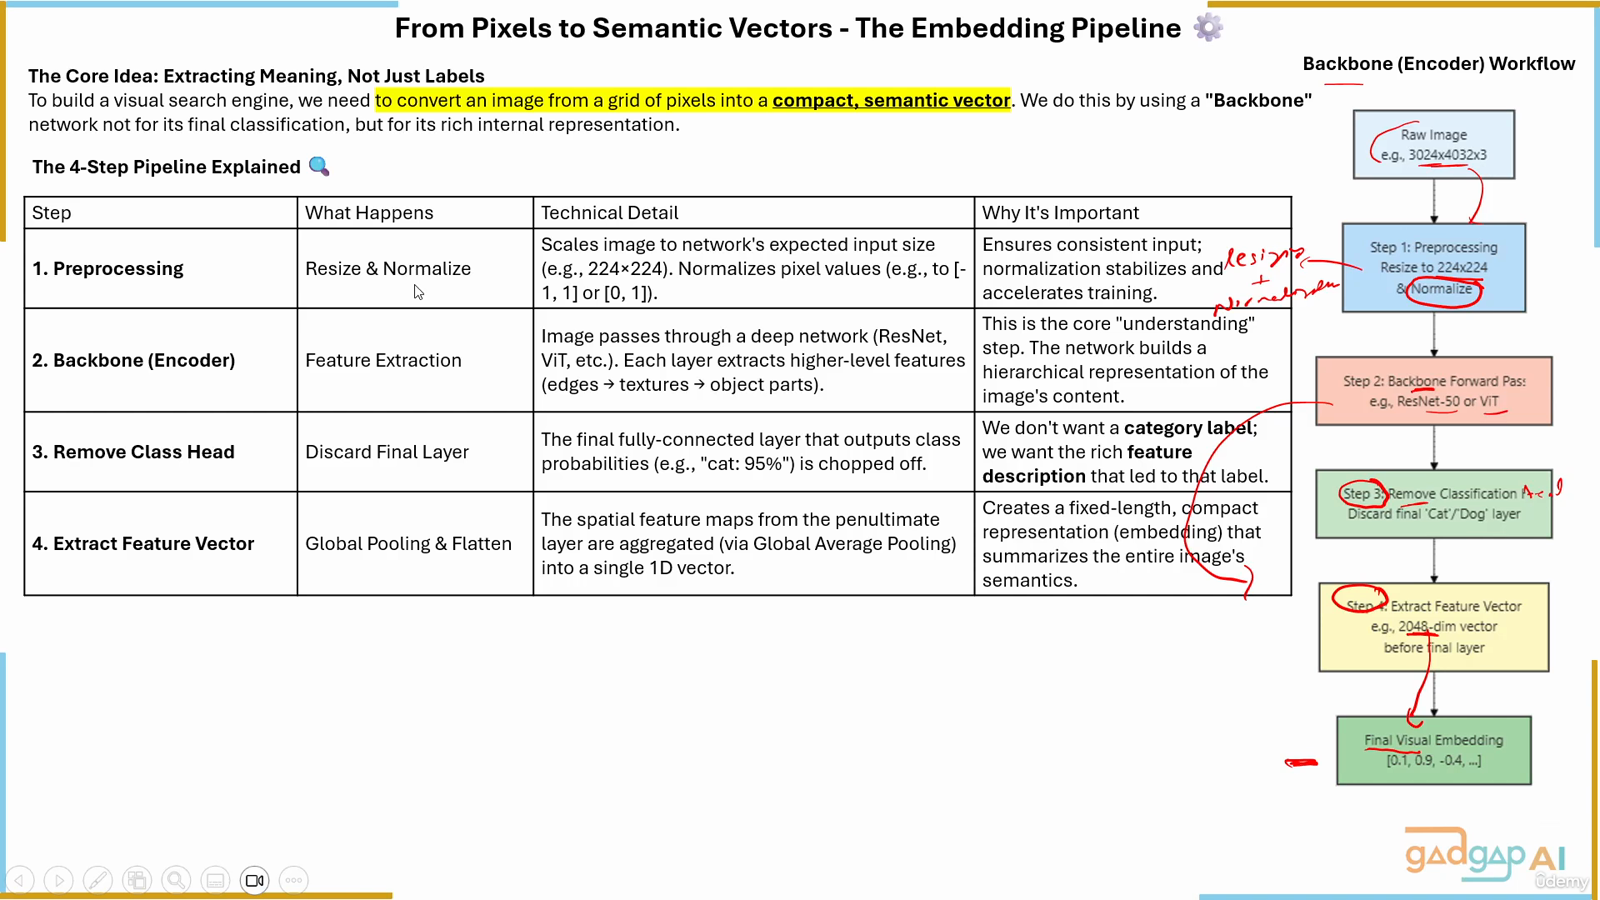 From Pixels to Semantic Vectors - The Embedding Pipeline
The Core Idea: Extracting Meaning, Not Just Labels
To build a visual search engine, we need to convert an image from a grid of pixels into a compact, semantic vector. We do this by using a "Backbone"
network not for its final classification, but for its rich internal representation.
The 4-Step Pipeline Explained
Step
What Happens
Technical Detail
Why It's Important
1. Preprocessing
Resize & Normalize
Scales image to network's expected input size
(e.g., 224×224). Normalizes pixel values (e.g., to [-
1, 1] or [0, 1]).
Ensures consistent input;
normalization stabilizes and
accelerates training.
2. Backbone (Encoder)
Feature Extraction
Image passes through a deep network (ResNet,
ViT, etc.). Each layer extracts higher-level features
(edges → textures → object parts).
This is the core "understanding"
step. The network builds a
hierarchical representation of the
image's content.
3. Remove Class Head
Discard Final Layer
The final fully-connected layer that outputs class
probabilities (e.g., "cat: 95%") is chopped off.
We don't want a category label;
we want the rich feature
description that led to that label.
4. Extract Feature Vector
Global Pooling & Flatten
The spatial feature maps from the penultimate
layer are aggregated (via Global Average Pooling)
into a single 1D vector.
Creates a fixed-length, compact
representation (embedding) that
summarizes the entire image's
semantics.
Backbone (Encoder) Workflow
Raw Image
e.g., 3024x4032x3
Step 1: Preprocessing
Resize to 224x224
& Normalize
+
Step 2: Backbone Forward Pass
e.g., ResNet-50 or ViT
Step 3: Remove Classification
Discard final 'Cat'/'Dog' layer
Step 4: Extract Feature Vector
e.g., 2048-dim vector
before final layer
Final Visual Embedding
[0.1, 0.9, -0.4, ...]
gadgap AI
ûdemy